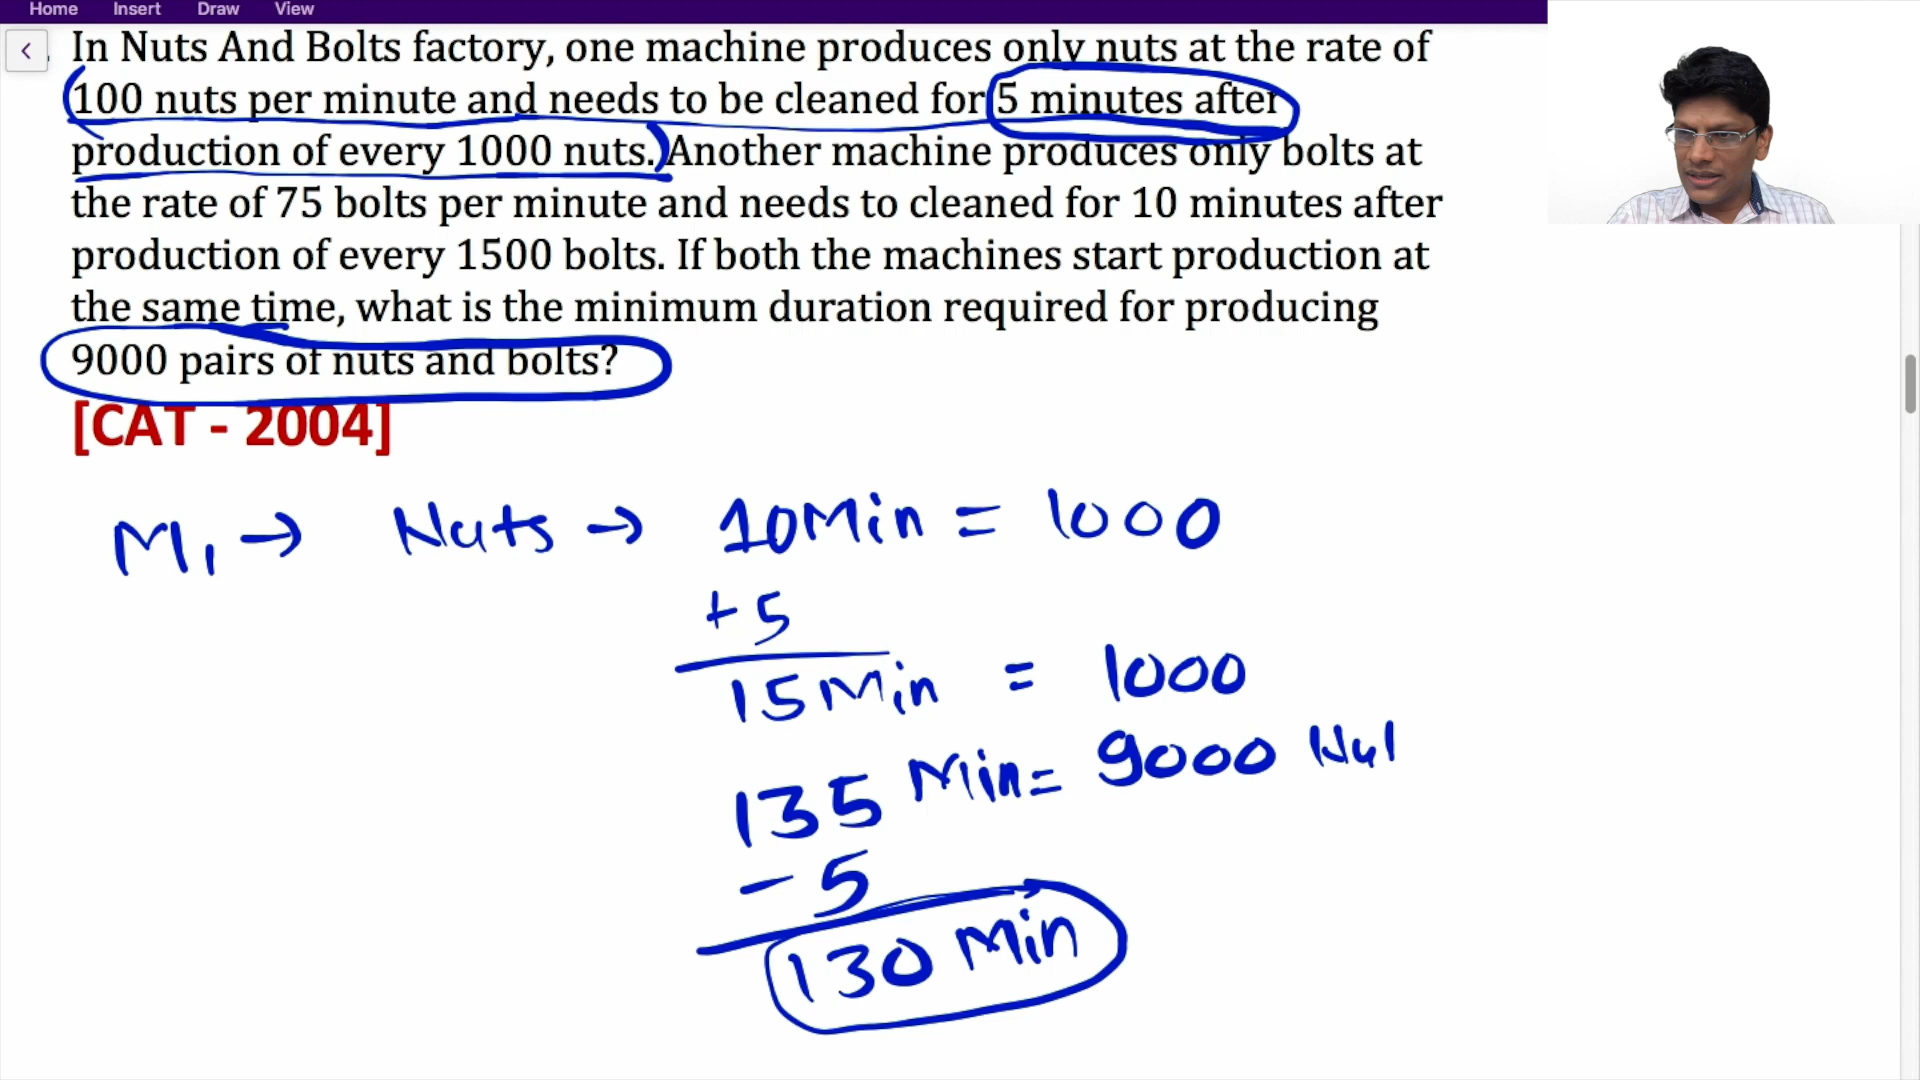 Home Insert Draw View
In Nuts And Bolts factory, one machine produces only nuts at the rate of
100 nuts per minute and needs to be cleaned for 5 minutes after
production of every 1000 nuts. Another machine produces only bolts at
the rate of 75 bolts per minute and needs to cleaned for 10 minutes after
production of every 1500 bolts. If both the machines start production at
the same time, what is the minimum duration required for producing
9000 pairs of nuts and bolts?
[CAT - 2004]
M₁ → Nuts → 10Min = 1000
+5
15Min = 1000
135 Min = 9000 Nut
- 5
130 Min